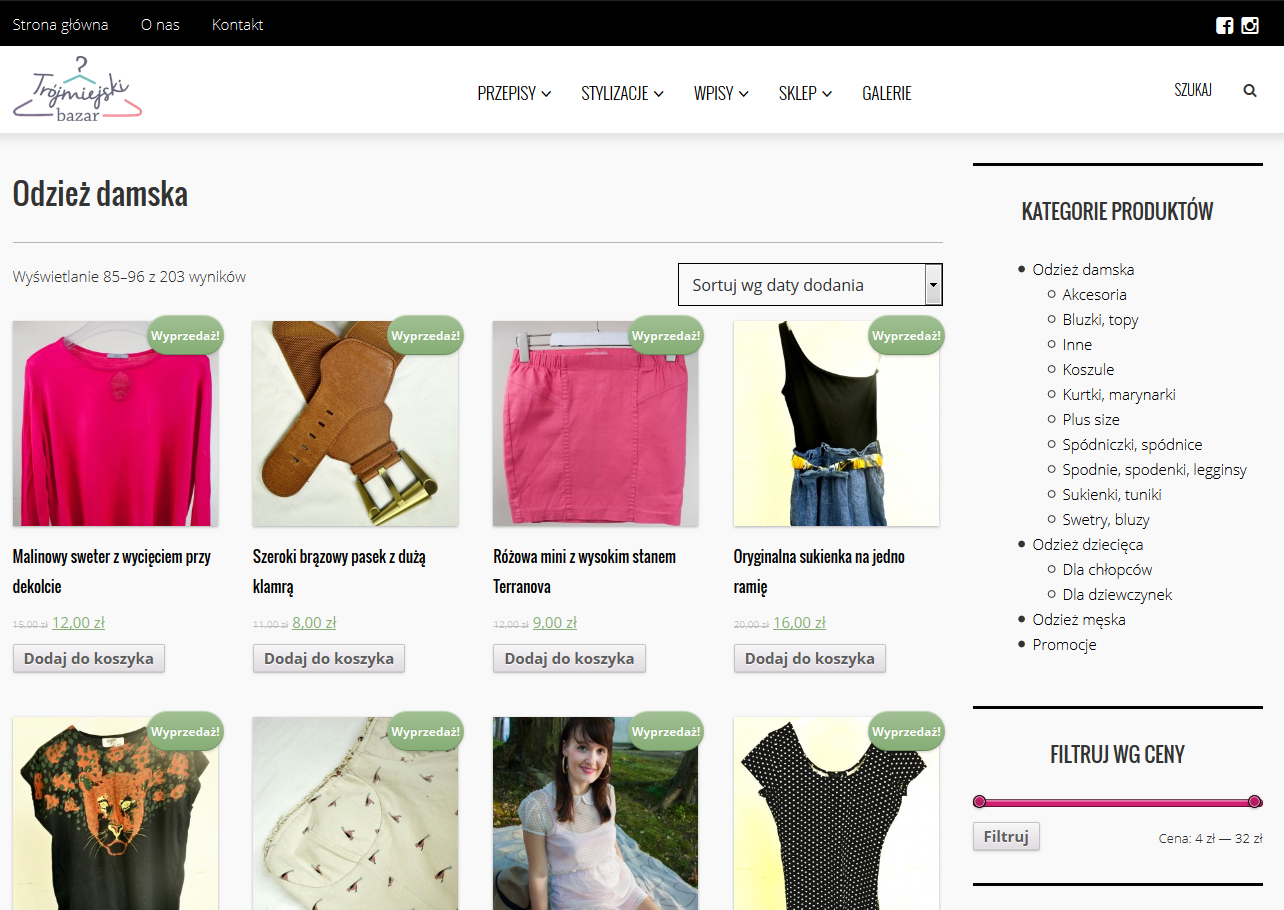 Strona główna O nas Kontakt
Trójmiejski
bazar
PRZEPISY STYLIZACJE WPISY SKLEP GALERIE
SZUKAJ
Odzież damska
Wyświetlanie 85–96 z 203 wyników
Sortuj wg daty dodania
Wyprzedaż! Wyprzedaż! Wyprzedaż! Wyprzedaż!
Malinowy sweter z wycięciem przy
dekolcie
15,00 zł 12,00 zł
Dodaj do koszyka
Szeroki brązowy pasek z dużą
klamrą
11,00 zł 8,00 zł
Dodaj do koszyka
Różowa mini z wysokim stanem
Terranova
12,00 zł 9,00 zł
Dodaj do koszyka
Oryginalna sukienka na jedno
ramię
20,00 zł 16,00 zł
Dodaj do koszyka
Wyprzedaż! Wyprzedaż! Wyprzedaż! Wyprzedaż!
KATEGORIE PRODUKTÓW
Odzież damska
Akcesoria
Bluzki, topy
Inne
Koszule
Kurtki, marynarki
Plus size
Spódniczki, spódnice
Spodnie, spodenki, legginsy
Sukienki, tuniki
Swetry, bluzy
Odzież dziecięca
Dla chłopców
Dla dziewczynek
Odzież męska
Promocje
FILTRUJ WG CENY
Filtruj
Cena: 4 zł — 32 zł